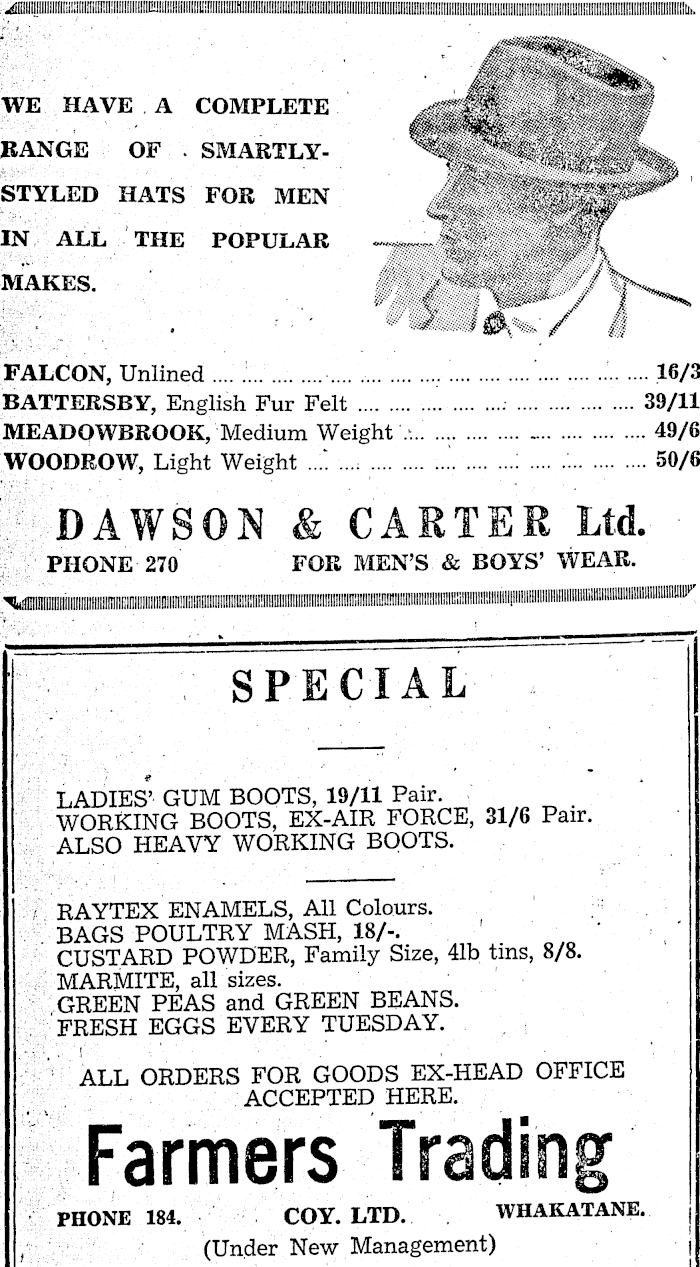 WE HAVE A COMPLETE
RANGE OF SMARTLY-
STYLED HATS FOR MEN
IN ALL THE POPULAR
MAKES.
FALCON, Unlined .... .... .... .... .... .... .... .... .... .... .... .... .... .... .... 16/3
BATTERSBY, English Fur Felt .... .... .... .... .... .... .... .... .... .... 39/11
MEADOWBROOK, Medium Weight .... .... .... .... .... .... .... .... 49/6
WOODROW, Light Weight .... .... .... .... .... .... .... .... .... .... .... .... 50/6
DAWSON & CARTER Ltd.
PHONE 270 FOR MEN'S & BOYS' WEAR.
SPECIAL
LADIES' GUM BOOTS, 19/11 Pair.
WORKING BOOTS, EX-AIR FORCE, 31/6 Pair.
ALSO HEAVY WORKING BOOTS.
RAYTEX ENAMELS, All Colours.
BAGS POULTRY MASH, 18/-.
CUSTARD POWDER, Family Size, 4lb tins, 8/8.
MARMITE, all sizes.
GREEN PEAS and GREEN BEANS.
FRESH EGGS EVERY TUESDAY.
ALL ORDERS FOR GOODS EX-HEAD OFFICE
ACCEPTED HERE.
Farmers Trading
PHONE 184. COY. LTD. WHAKATANE.
(Under New Management)